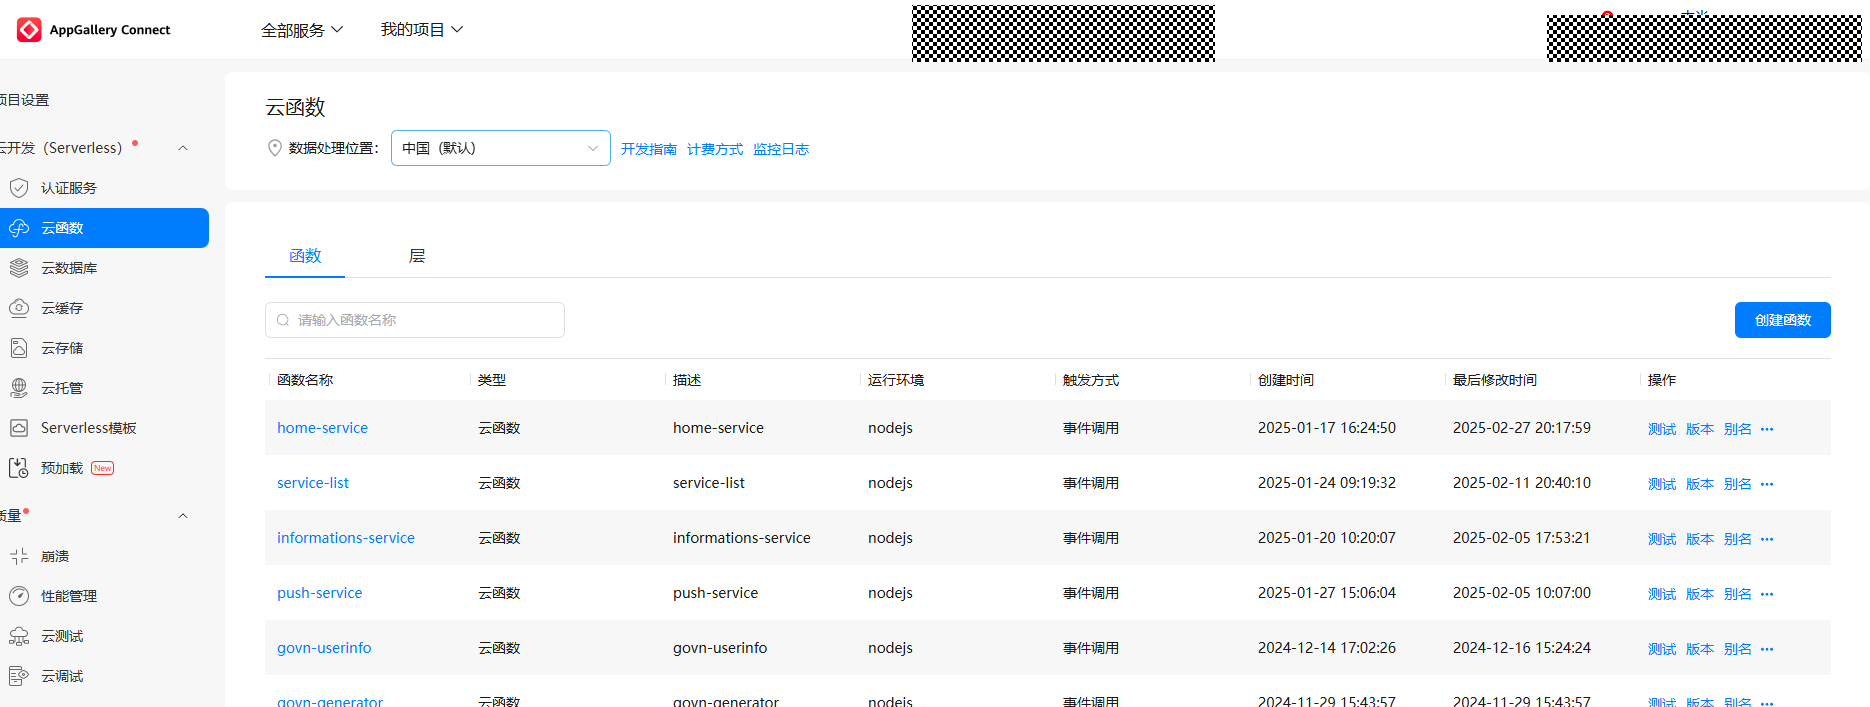 AppGallery Connect 全部服务 我的项目
项目设置
云开发（Serverless）
认证服务
云函数
云数据库
云缓存
云存储
云托管
Serverless模板
预加载 New
质量
崩溃
性能管理
云测试
云调试
云函数
数据处理位置： 中国（默认） 开发指南 计费方式 监控日志
函数 层
请输入函数名称 创建函数
函数名称 类型 描述 运行环境 触发方式 创建时间 最后修改时间 操作
home-service 云函数 home-service nodejs 事件调用 2025-01-17 16:24:50 2025-02-27 20:17:59 测试 版本 别名 ···
service-list 云函数 service-list nodejs 事件调用 2025-01-24 09:19:32 2025-02-11 20:40:10 测试 版本 别名 ···
informations-service 云函数 informations-service nodejs 事件调用 2025-01-20 10:20:07 2025-02-05 17:53:21 测试 版本 别名 ···
push-service 云函数 push-service nodejs 事件调用 2025-01-27 15:06:04 2025-02-05 10:07:00 测试 版本 别名 ···
govn-userinfo 云函数 govn-userinfo nodejs 事件调用 2024-12-14 17:02:26 2024-12-16 15:24:24 测试 版本 别名 ···
govn-generator 云函数 govn-generator nodejs 事件调用 2024-11-29 15:43:57 2024-11-29 15:43:57 测试 版本 别名 ···